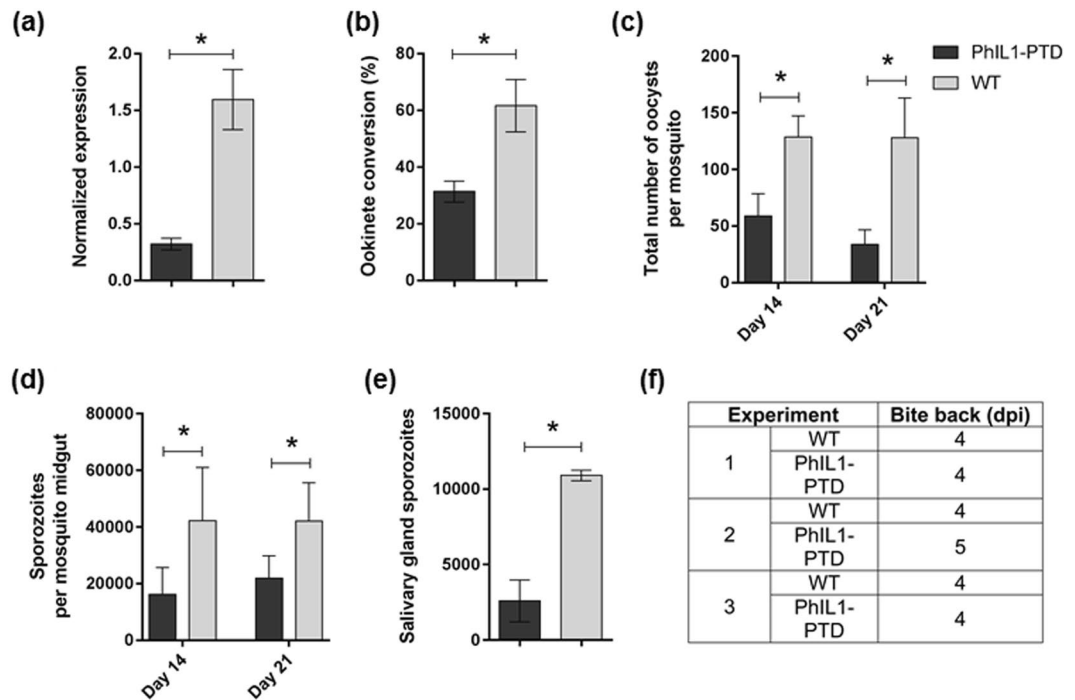 (a)
Normalized expression
2.0
1.5
1.0
0.5
0.0
*
(b)
Ookinete conversion (%)
80
60
40
20
0
*
(c)
Total number of oocysts
per mosquito
200
150
100
50
0
*
*
Day 14
Day 21
PhIL1-PTD
WT
(d)
Sporozoites
per mosquito midgut
80000
60000
40000
20000
0
*
*
Day 14
Day 21
(e)
Salivary gland sporozoites
15000
10000
5000
0
*
(f)
Experiment Bite back (dpi)
1 WT 4
PhIL1-
PTD 4
2 WT 4
PhIL1-
PTD 5
3 WT 4
PhIL1-
PTD 4